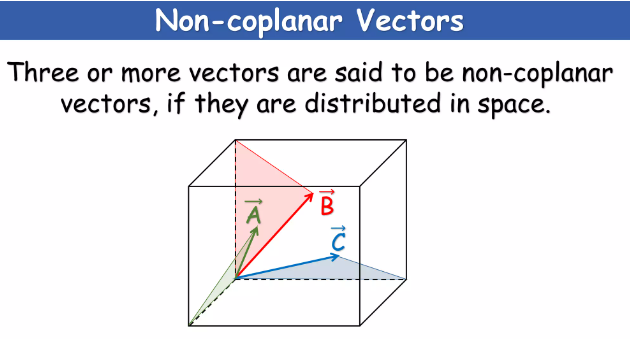 Non-coplanar Vectors
Three or more vectors are said to be non-coplanar
vectors, if they are distributed in space.
A⃗
B⃗
C⃗